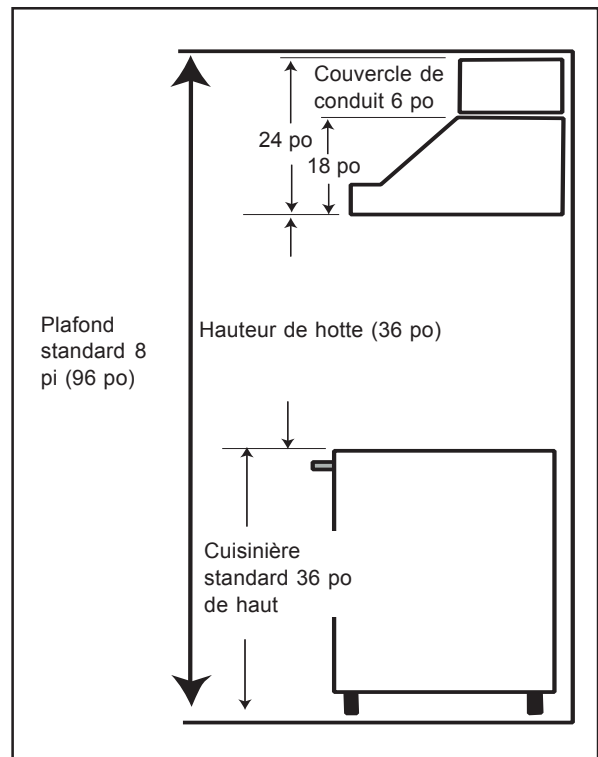 Couvercle de
conduit 6 po
24 po
18 po
Plafond
standard 8
pi (96 po)
Hauteur de hotte (36 po)
Cuisinière
standard 36 po
de haut